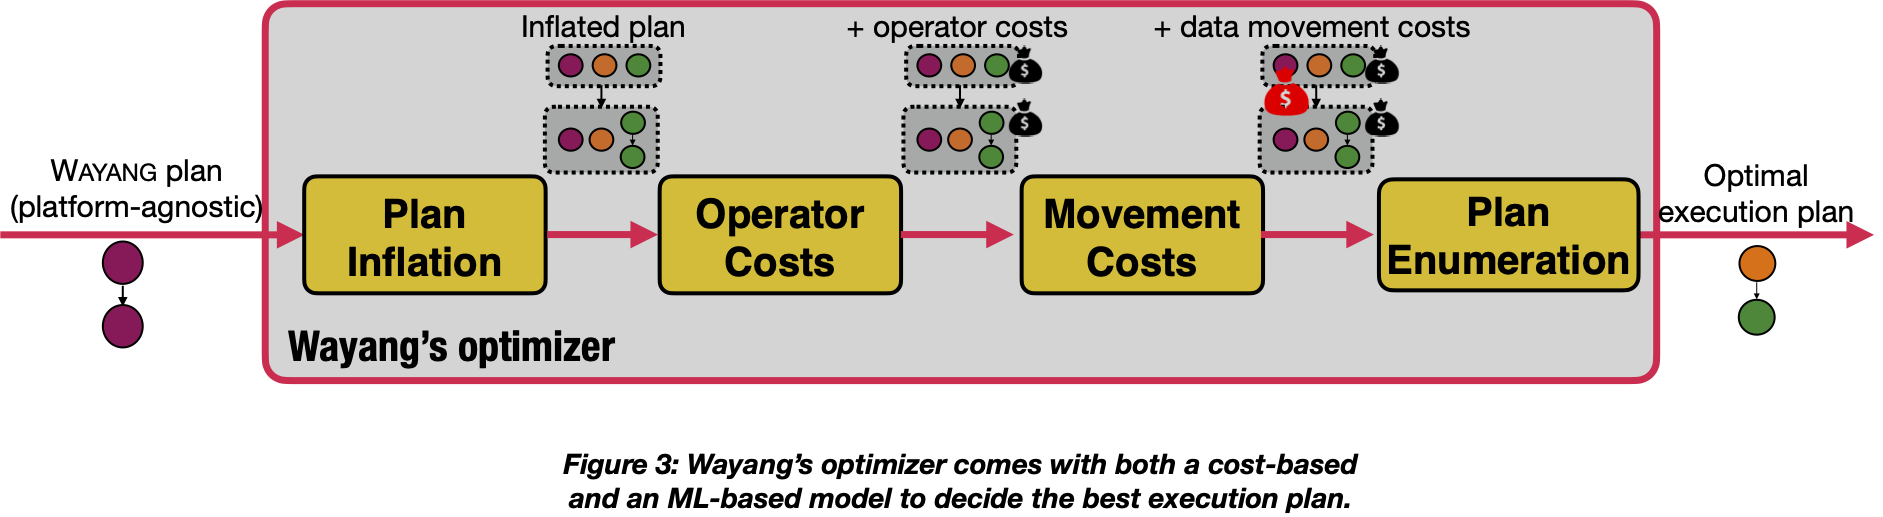 Inflated plan
+ operator costs
+ data movement costs
$
$
$
$
$
WAYANG plan
(platform-agnostic)
Plan
Inflation
Operator
Costs
Movement
Costs
Plan
Enumeration
Optimal
execution plan
Wayang's optimizer
Figure 3: Wayang's optimizer comes with both a cost-based
and an ML-based model to decide the best execution plan.